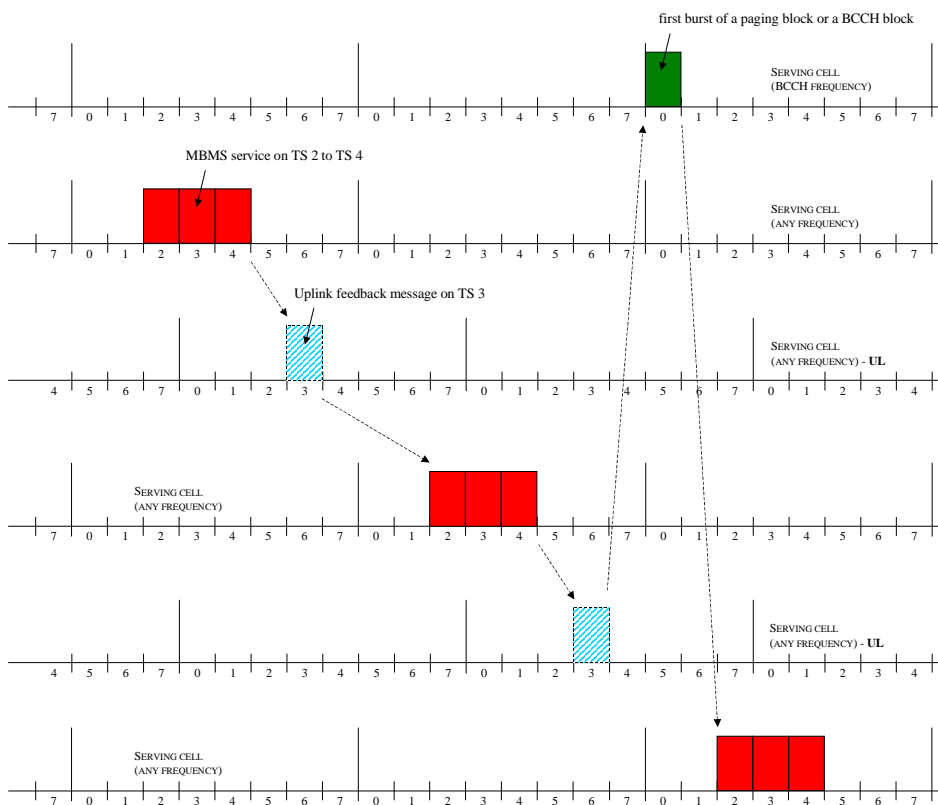 first burst of a paging block or a BCCH block
SERVING CELL
(BCCH FREQUENCY)
7 0 1 2 3 4 5 6 7 0 1 2 3 4 5 6 7 0 1 2 3 4 5 6 7
MBMS service on TS 2 to TS 4
SERVING CELL
(ANY FREQUENCY)
7 0 1 2 3 4 5 6 7 0 1 2 3 4 5 6 7 0 1 2 3 4 5 6 7
Uplink feedback message on TS 3
SERVING CELL
(ANY FREQUENCY) - UL
4 5 6 7 0 1 2 3 4 5 6 7 0 1 2 3 4 5 6 7 0 1 2 3 4
SERVING CELL
(ANY FREQUENCY)
7 0 1 2 3 4 5 6 7 0 1 2 3 4 5 6 7 0 1 2 3 4 5 6 7
SERVING CELL
(ANY FREQUENCY) - UL
4 5 6 7 0 1 2 3 4 5 6 7 0 1 2 3 4 5 6 7 0 1 2 3 4
SERVING CELL
(ANY FREQUENCY)
7 0 1 2 3 4 5 6 7 0 1 2 3 4 5 6 7 0 1 2 3 4 5 6 7